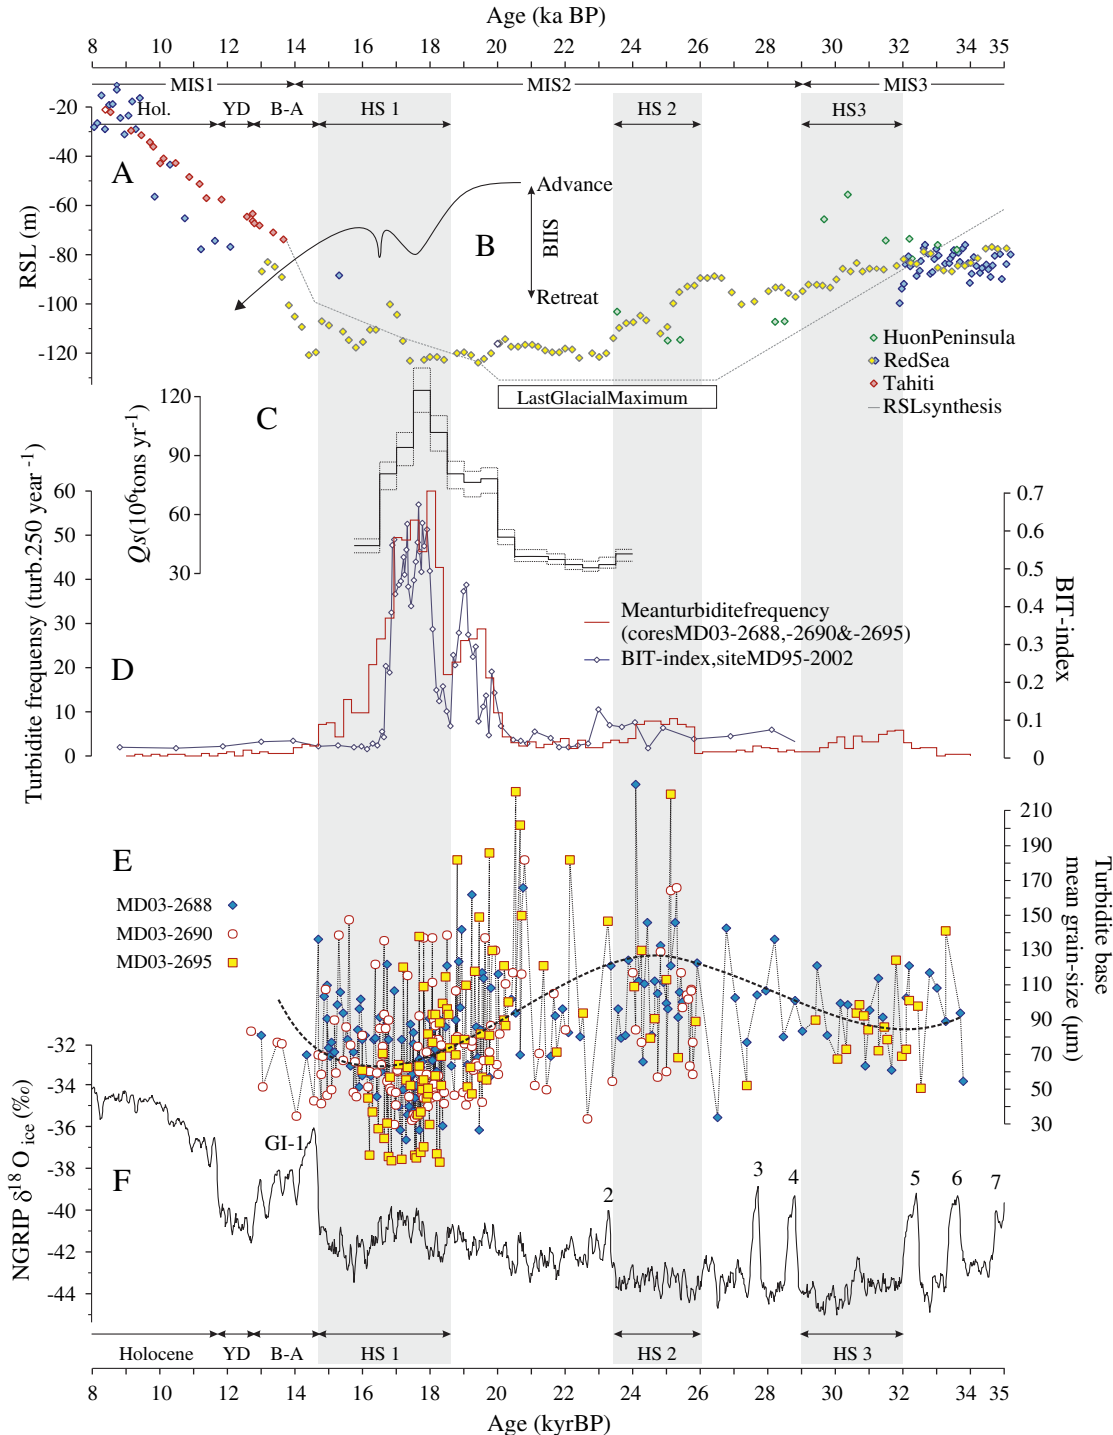 Age (ka BP)
8 10 12 14 16 18 20 22 24 26 28 30 32 34 35
MIS1 MIS2 MIS3
Hol. YD B-A HS 1 HS 2 HS3
-20
-40
-60
-80
-100
-120
RSL (m)
A
B
Advance
BIIS
Retreat
HuonPeninsula
RedSea
Tahiti
RSLsynthesis
LastGlacialMaximum
C
120
90
60
30
Qs(10⁶tons yr⁻¹)
60
50
40
30
20
10
0
Turbidite frequency (turb.250 year ⁻¹)
D
Meanturbiditefrequency
(coresMD03-2688,-2690&-2695)
BIT-index,siteMD95-2002
0.7
0.6
0.5
0.4
0.3
0.2
0.1
0
BIT-index
E
MD03-2688
MD03-2690
MD03-2695
210
190
170
150
130
110
90
70
50
30
Turbidite base
mean grain-size (μm)
-32
-34
-36
-38
-40
-42
-44
NGRIP δ¹⁸O ice (‰)
F
GI-1
2 3 4 5 6 7
Holocene YD B-A HS 1 HS 2 HS 3
8 10 12 14 16 18 20 22 24 26 28 30 32 34 35
Age (kyrBP)